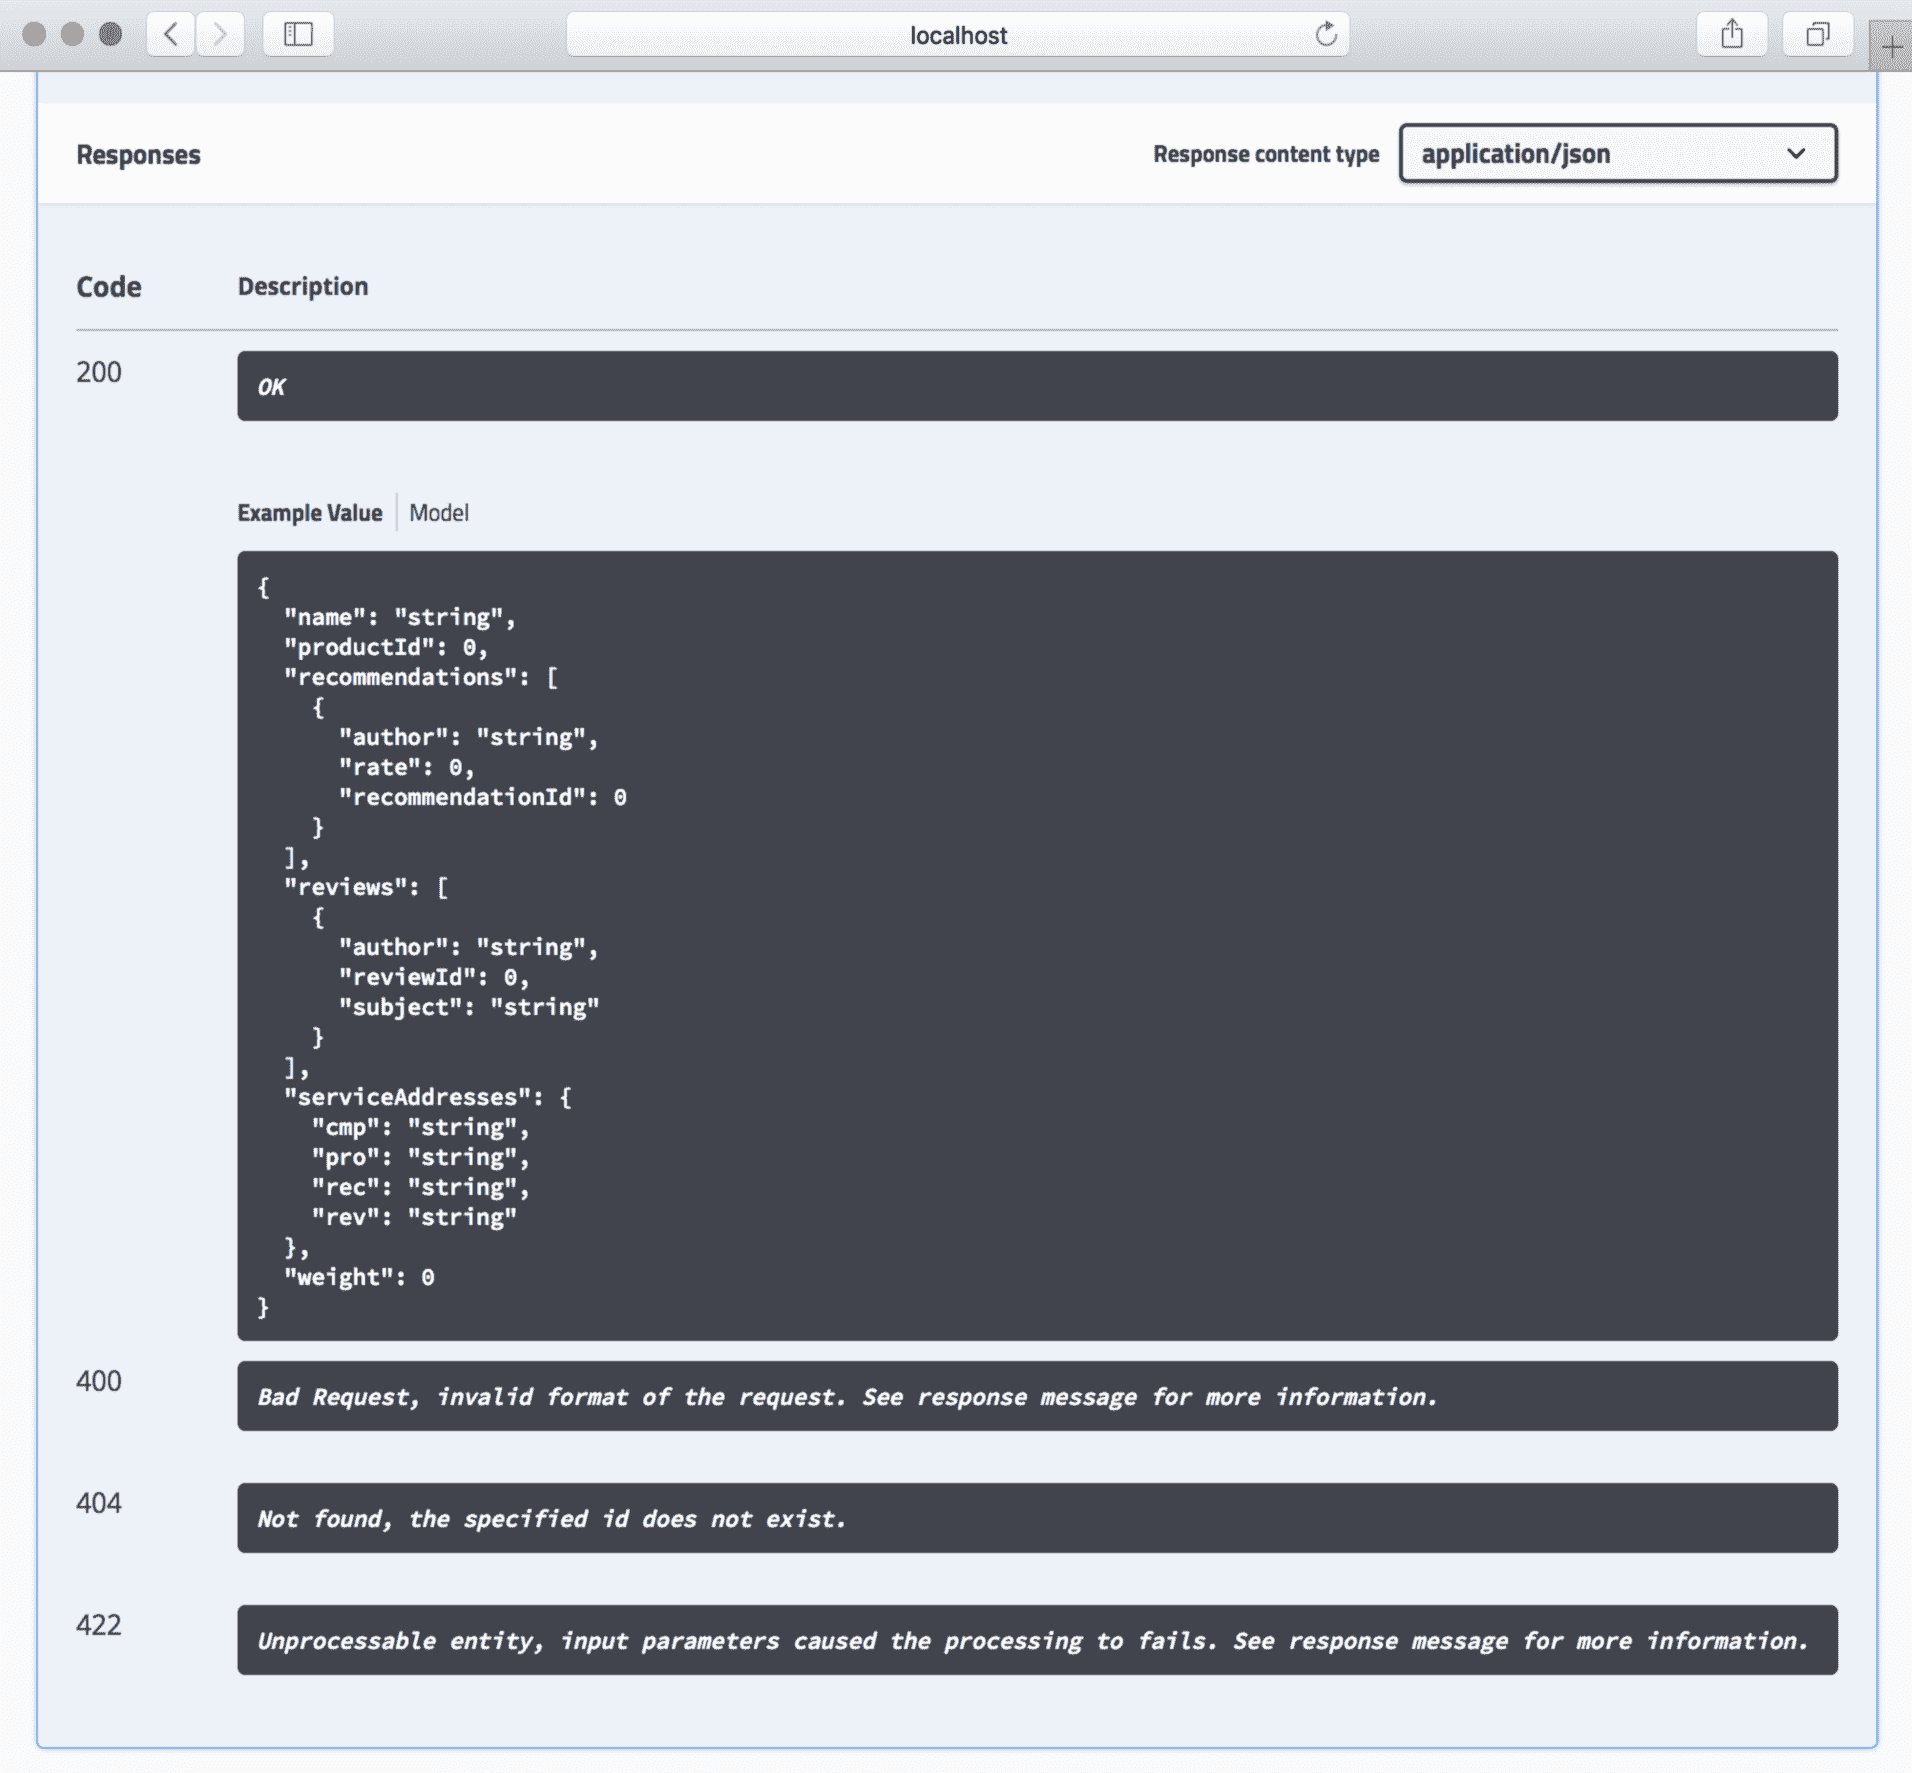 localhost
Responses
Response content type
application/json
Code
Description
200
OK
Example Value
Model
{
  "name": "string",
  "productId": 0,
  "recommendations": [
    {
      "author": "string",
      "rate": 0,
      "recommendationId": 0
    }
  ],
  "reviews": [
    {
      "author": "string",
      "reviewId": 0,
      "subject": "string"
    }
  ],
  "serviceAddresses": {
    "cmp": "string",
    "pro": "string",
    "rec": "string",
    "rev": "string"
  },
  "weight": 0
}
400
Bad Request, invalid format of the request. See response message for more information.
404
Not found, the specified id does not exist.
422
Unprocessable entity, input parameters caused the processing to fails. See response message for more information.